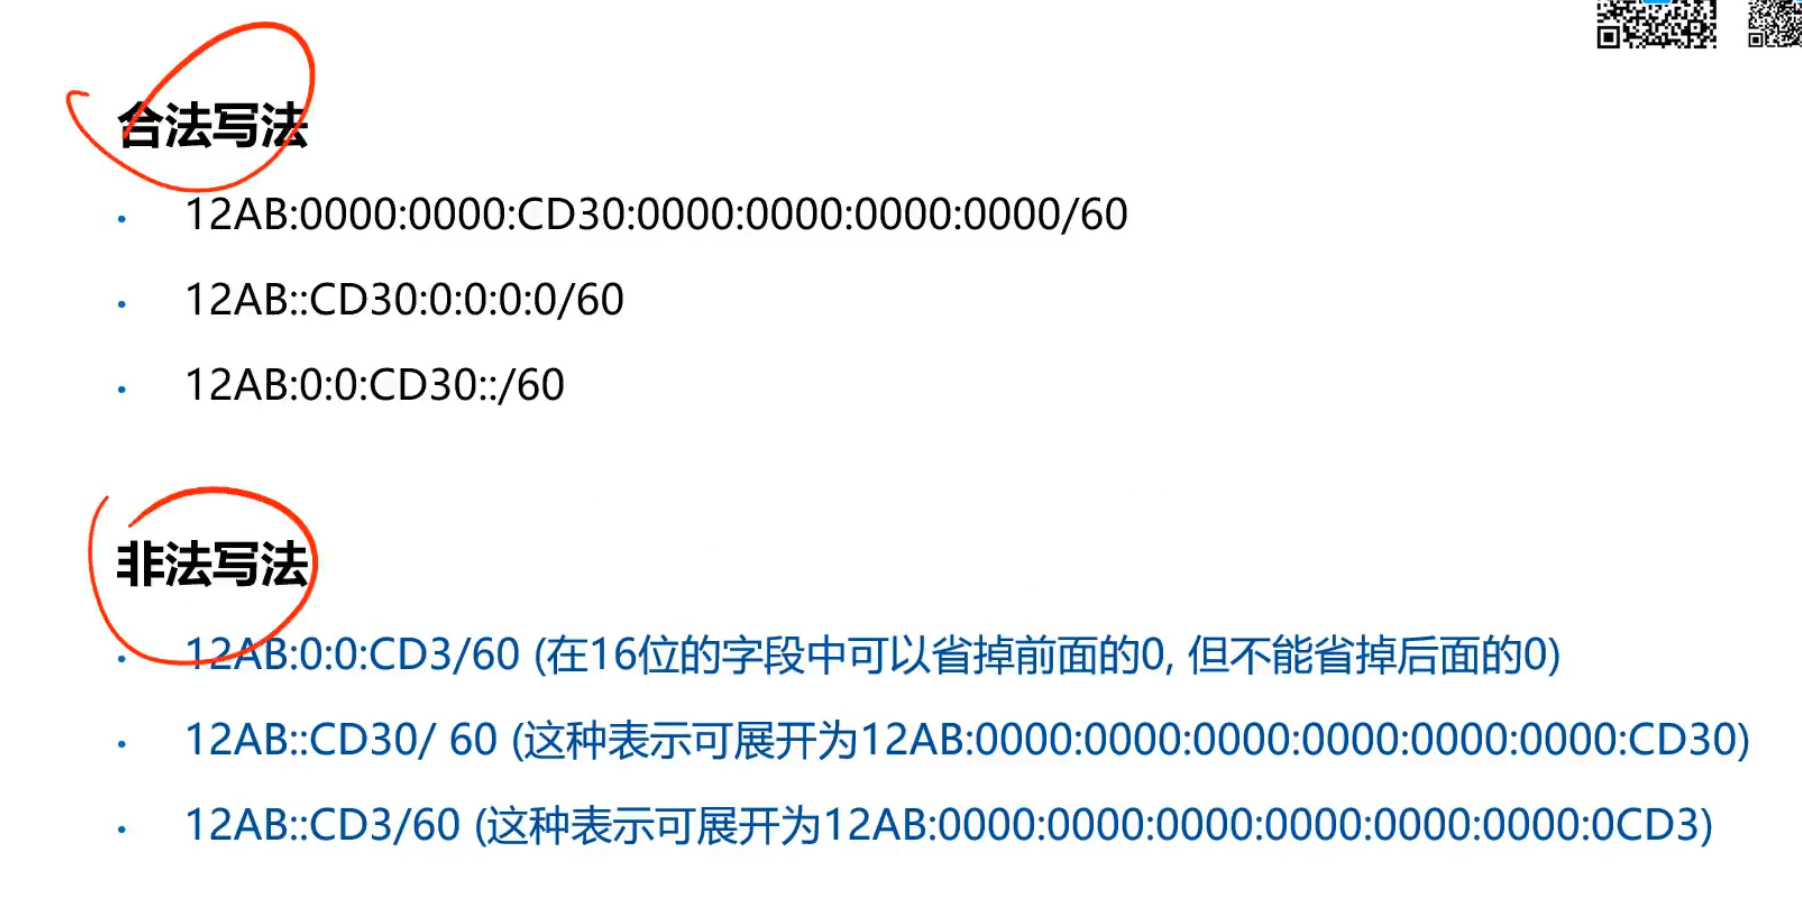 合法写法
• 12AB:0000:0000:CD30:0000:0000:0000:0000/60
• 12AB::CD30:0:0:0:0/60
• 12AB:0:0:CD30::/60
非法写法
• 12AB:0:0:CD3/60 (在16位的字段中可以省掉前面的0, 但不能省掉后面的0)
• 12AB::CD30/ 60 (这种表示可展开为12AB:0000:0000:0000:0000:0000:0000:CD30)
• 12AB::CD3/60 (这种表示可展开为12AB:0000:0000:0000:0000:0000:0000:0CD3)